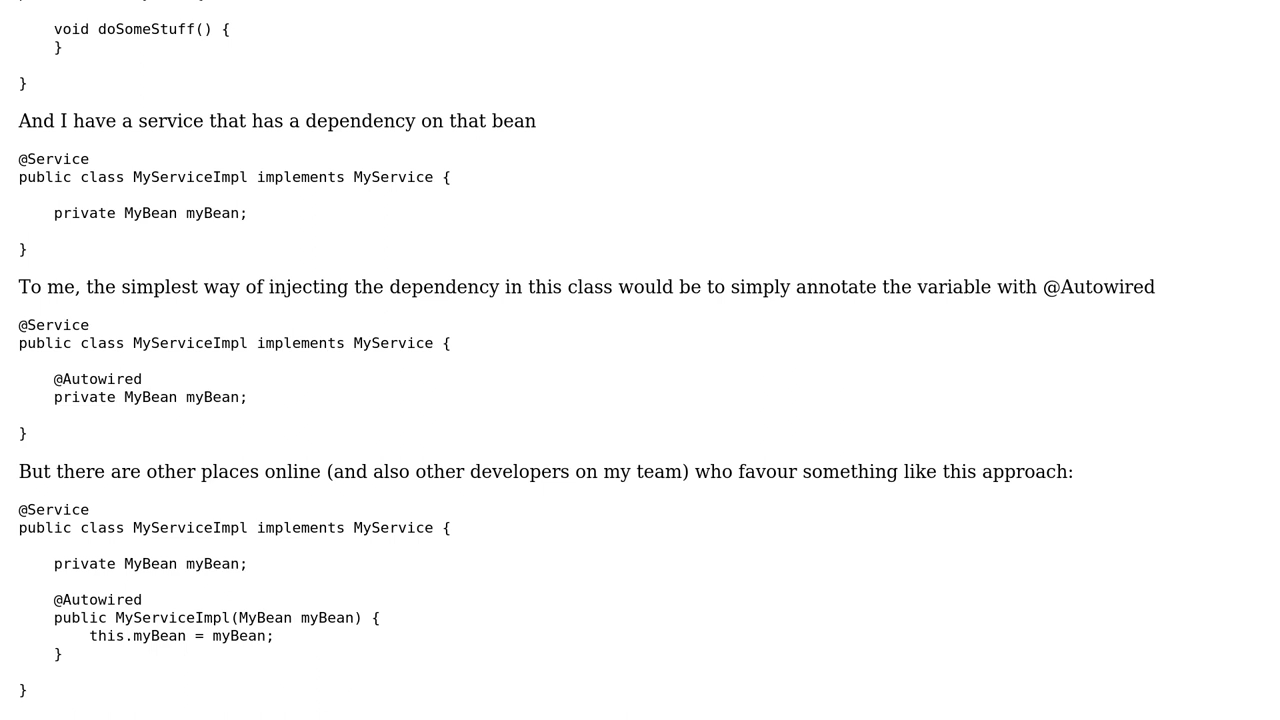 void doSomeStuff() {
    }

}
And I have a service that has a dependency on that bean
@Service
public class MyServiceImpl implements MyService {

    private MyBean myBean;

}
To me, the simplest way of injecting the dependency in this class would be to simply annotate the variable with @Autowired
@Service
public class MyServiceImpl implements MyService {

    @Autowired
    private MyBean myBean;

}
But there are other places online (and also other developers on my team) who favour something like this approach:
@Service
public class MyServiceImpl implements MyService {

    private MyBean myBean;

    @Autowired
    public MyServiceImpl(MyBean myBean) {
        this.myBean = myBean;
    }

}